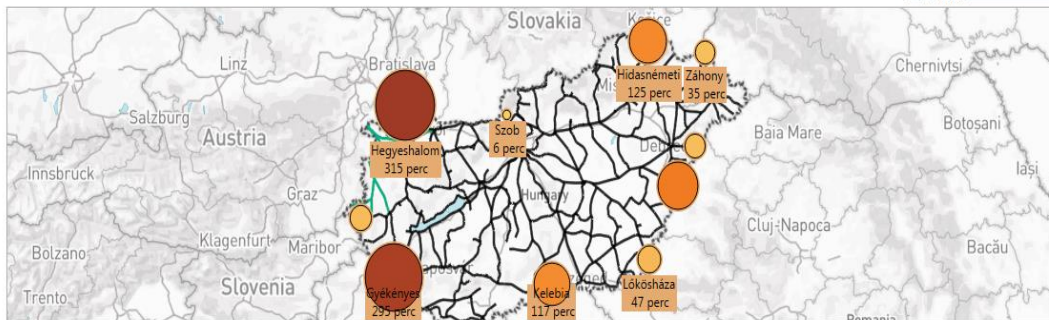 Slovakia
Košice
Linz
Bratislava
Hidasnémeti
125 perc
Záhony
35 perc
Chernivtsi
Salzburg
Austria
Szob
6 perc
Baia Mare
Botoșani
Hegyeshalom
315 perc
Innsbruck
Iași
Graz
Hungary
Klagenfurt
Maribor
Cluj-Napoca
Bolzano
Bacău
Trento
Slovenia
Gyékényes
295 perc
Kelebia
117 perc
Lőkösháza
47 perc
Romania